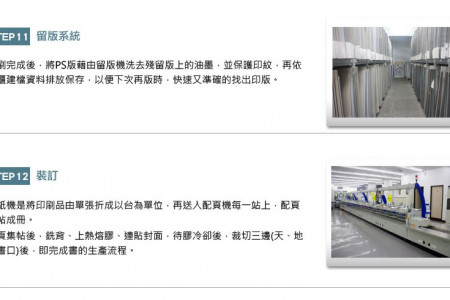 TEP 11 留版系統
刷完成後，將PS版藉由留版機洗去殘留版上的油墨，並保護印紋，再依
櫃建檔資料排放保存，以便下次再版時，快速又準確的找出印版。
TEP 12 裝訂
紙機是將印刷品由單張折成以台為單位，再送入配頁機每一站上，配頁
帖成冊。
頁集帖後，銑背、上熱熔膠、連貼封面，待膠冷卻後，裁切三邊(天、地
書口)後，即完成書的生產流程。